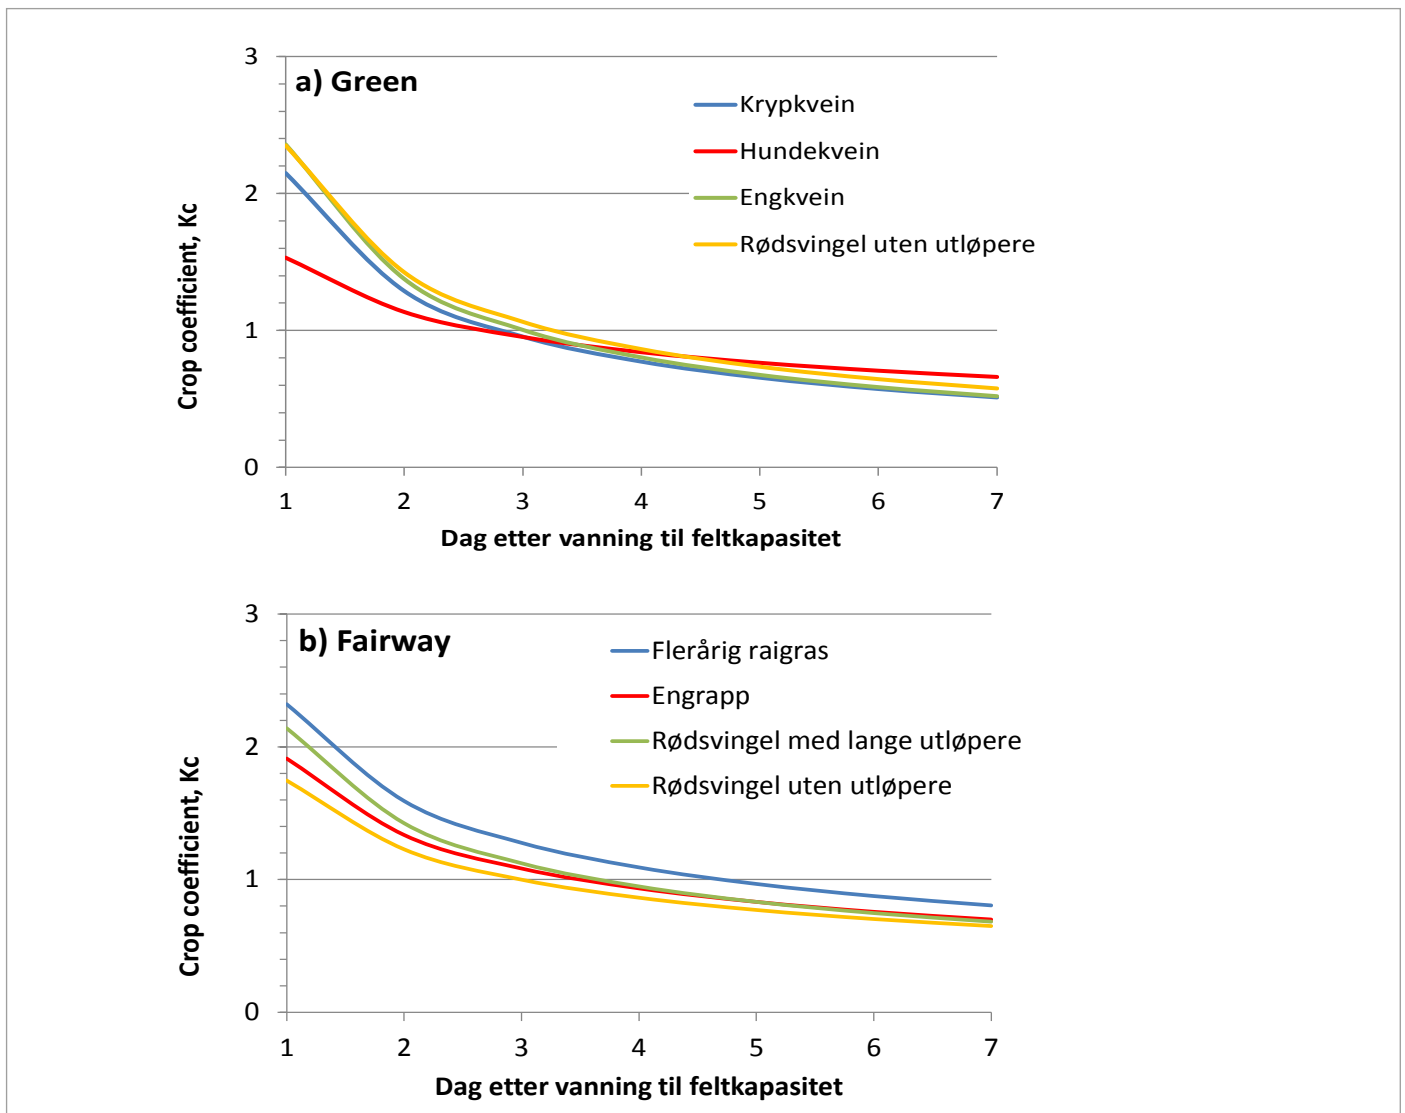 a) Green
Krypkvein
Hundekvein
Engkvein
Rødsvingel uten utløpere
Crop coefficient, Kc
3
2
1
0
1 2 3 4 5 6 7
Dag etter vanning til feltkapasitet
b) Fairway
Flerårig raigras
Engrapp
Rødsvingel med lange utløpere
Rødsvingel uten utløpere
Crop coefficient, Kc
3
2
1
0
1 2 3 4 5 6 7
Dag etter vanning til feltkapasitet